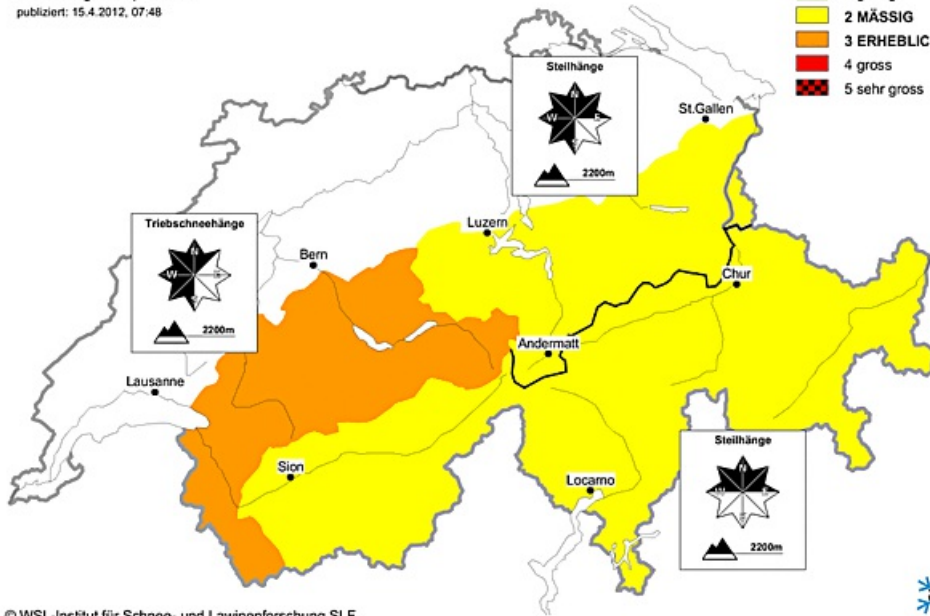 publiziert: 15.4.2012, 07:48
2 MÄSSIG
3 ERHEBLIC
4 gross
5 sehr gross
Steilhänge
N
W E
2200m
St.Gallen
Triebschneehänge
N
W E
S
2200m
Luzern
Bern
Chur
Andermatt
Lausanne
Sion
Locarno
Steilhänge
N
W E
S
2200m
© WSL-Institut für Schnee- und Lawinenforschung SLF